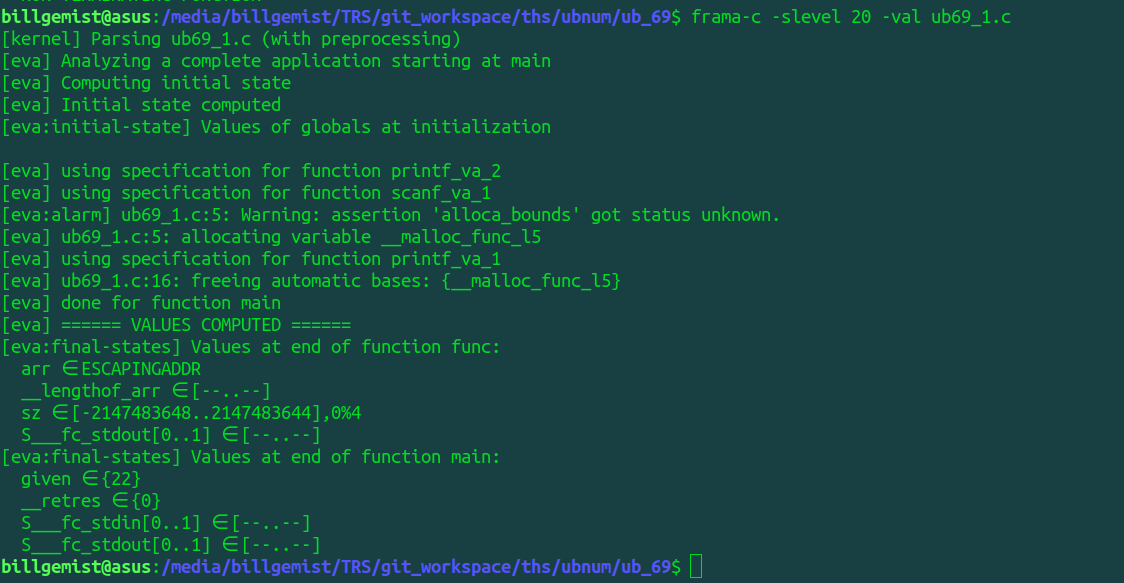 billgemist@asus:/media/billgemist/TRS/git_workspace/ths/ubnum/ub_69$ frama-c -slevel 20 -val ub69_1.c
[kernel] Parsing ub69_1.c (with preprocessing)
[eva] Analyzing a complete application starting at main
[eva] Computing initial state
[eva] Initial state computed
[eva:initial-state] Values of globals at initialization

[eva] using specification for function printf_va_2
[eva] using specification for function scanf_va_1
[eva:alarm] ub69_1.c:5: Warning: assertion 'alloca_bounds' got status unknown.
[eva] ub69_1.c:5: allocating variable __malloc_func_l5
[eva] using specification for function printf_va_1
[eva] ub69_1.c:16: freeing automatic bases: {__malloc_func_l5}
[eva] done for function main
[eva] ====== VALUES COMPUTED ======
[eva:final-states] Values at end of function func:
  arr ∈ESCAPINGADDR
  __lengthof_arr ∈[--..--]
  sz ∈[-2147483648..2147483644],0%4
  S___fc_stdout[0..1] ∈[--..--]
[eva:final-states] Values at end of function main:
  given ∈{22}
  __retres ∈{0}
  S___fc_stdin[0..1] ∈[--..--]
  S___fc_stdout[0..1] ∈[--..--]
billgemist@asus:/media/billgemist/TRS/git_workspace/ths/ubnum/ub_69$